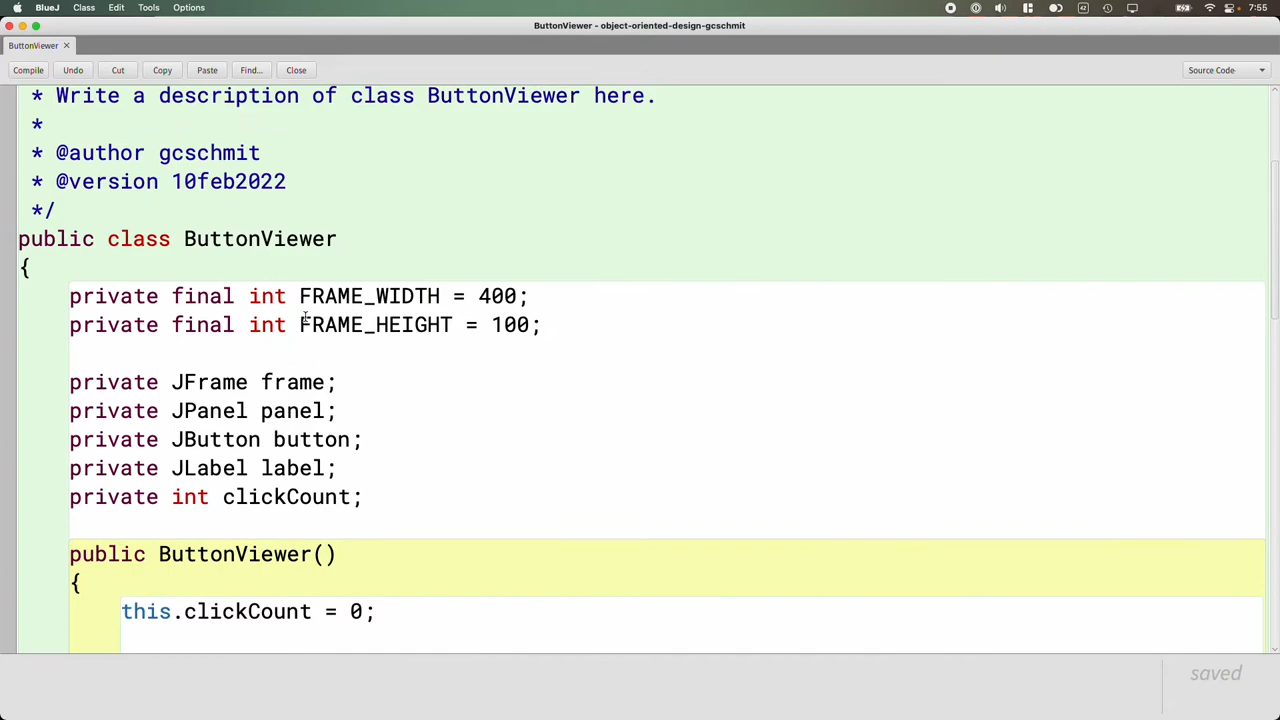 BlueJ Class Edit Tools Options 7:55
ButtonViewer - object-oriented-design-gcschmit
ButtonViewer ×
Compile Undo Cut Copy Paste Find... Close Source Code
* Write a description of class ButtonViewer here.
*
* @author gcschmit
* @version 10feb2022
*/
public class ButtonViewer
{
private final int FRAME_WIDTH = 400;
private final int FRAME_HEIGHT = 100;
private JFrame frame;
private JPanel panel;
private JButton button;
private JLabel label;
private int clickCount;
public ButtonViewer()
{
this.clickCount = 0;
saved